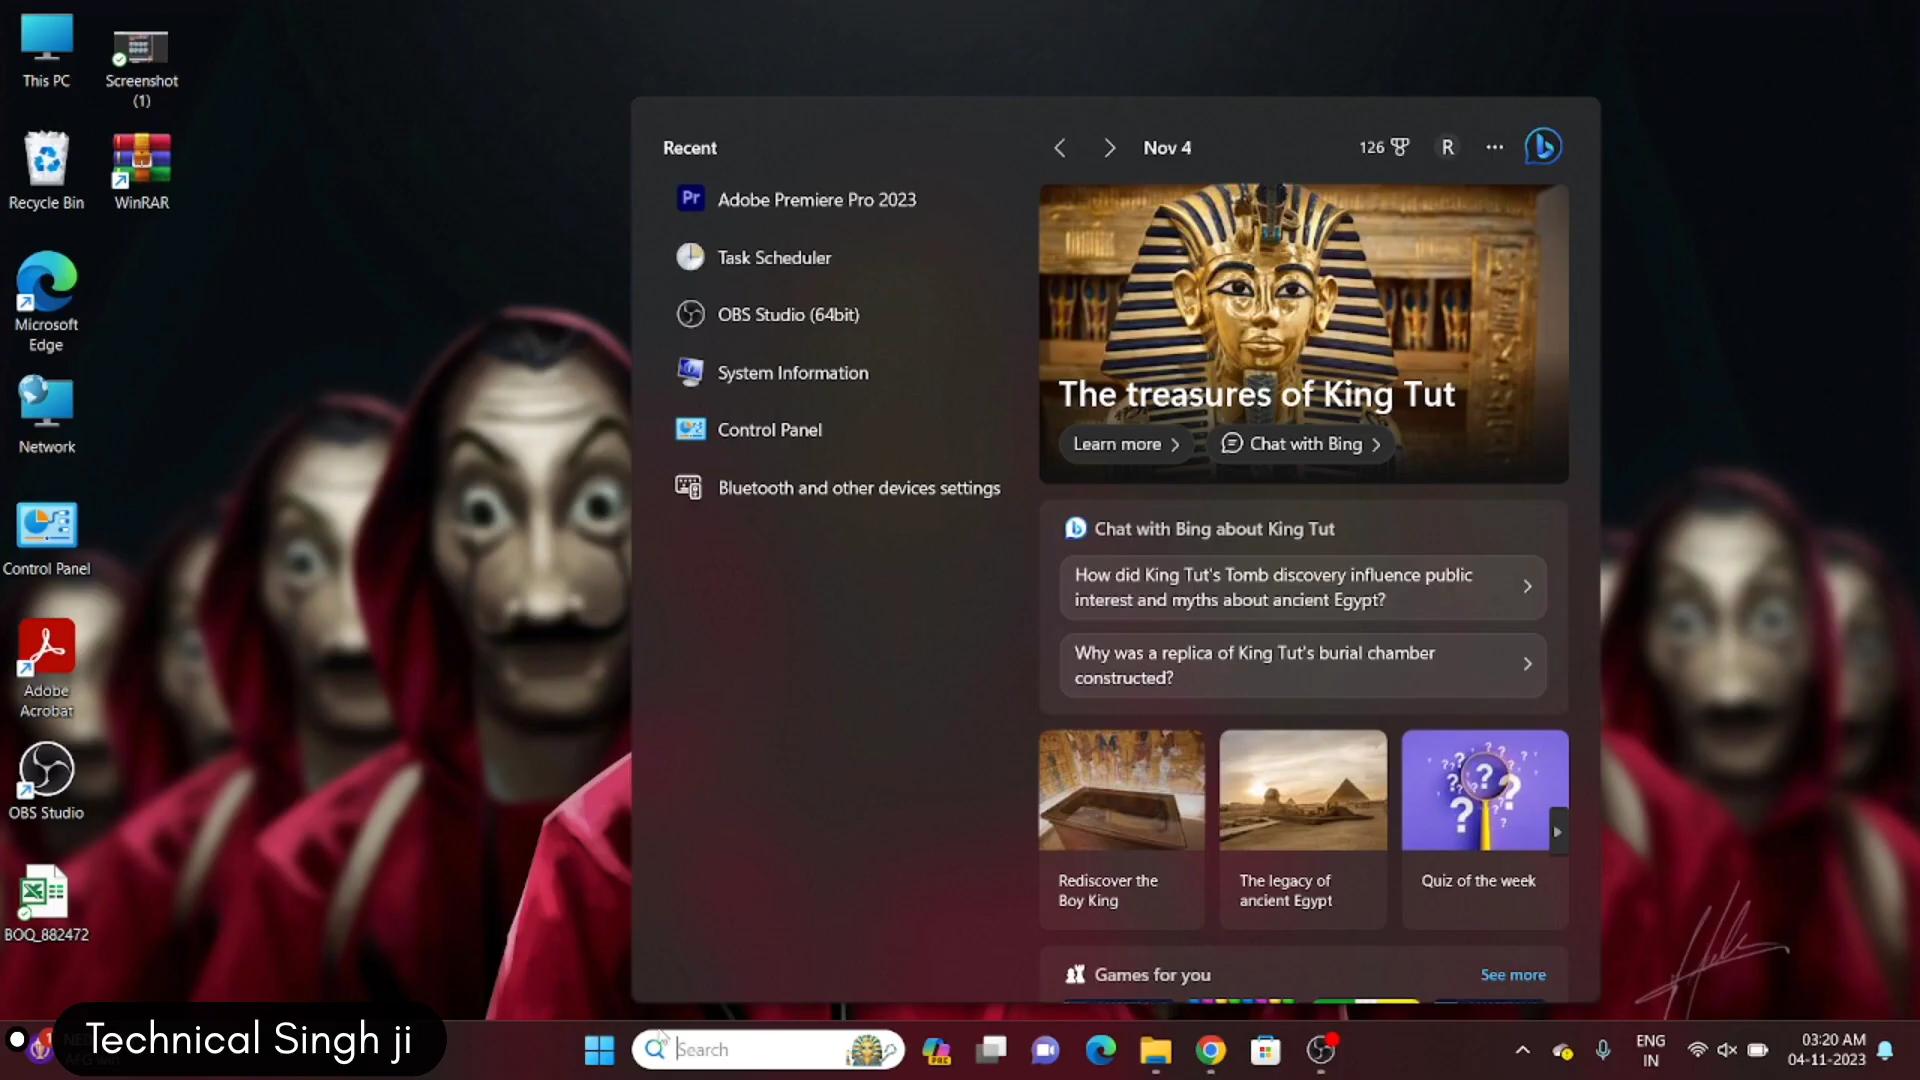 This PC
Screenshot
(1)
Recycle Bin
WinRAR
Microsoft
Edge
Network
Control Panel
Adobe
Acrobat
OBS Studio
BOQ_882472
Recent
Pr
Adobe Premiere Pro 2023
Task Scheduler
OBS Studio (64bit)
System Information
Control Panel
Bluetooth and other devices settings
Nov 4
126
R
The treasures of King Tut
Learn more
Chat with Bing
Chat with Bing about King Tut
How did King Tut's Tomb discovery influence public
interest and myths about ancient Egypt?
Why was a replica of King Tut's burial chamber
constructed?
Rediscover the
Boy King
The legacy of
ancient Egypt
Quiz of the week
Games for you
See more
Technical Singh ji
Search
PRE
ENG
IN
03:20 AM
04-11-2023